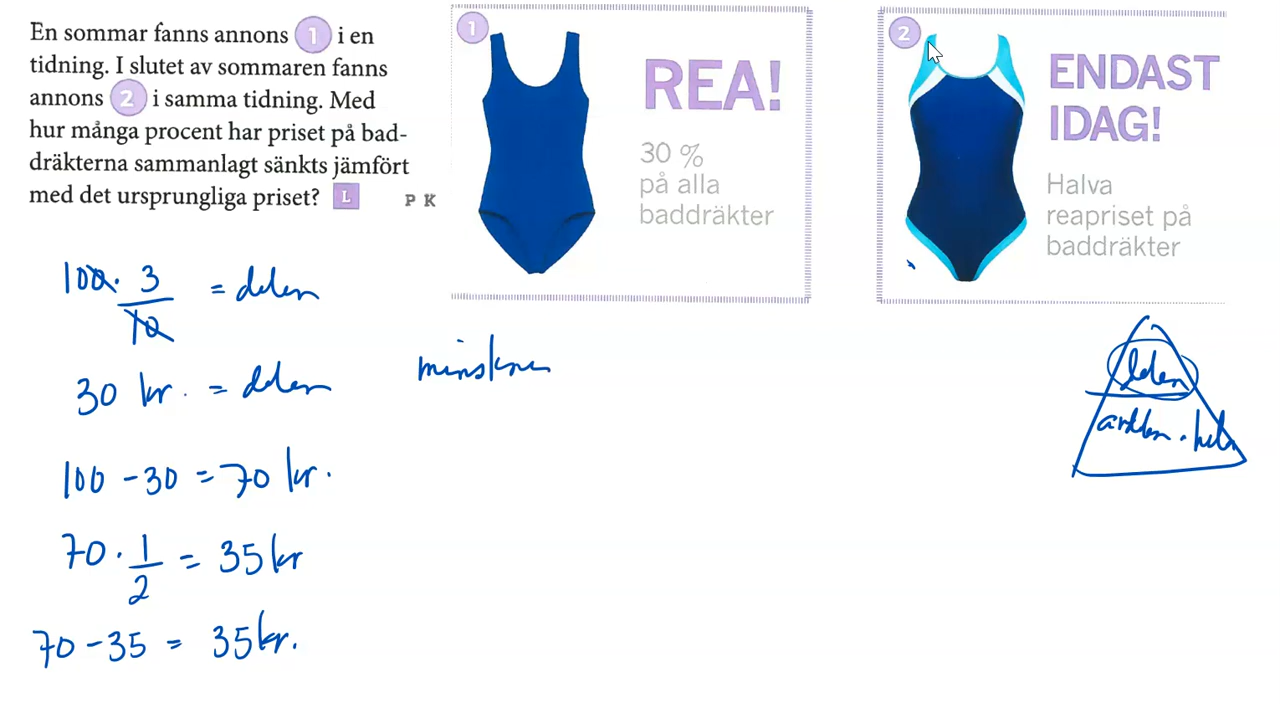 En sommar fanns annons 1 i en
tidning. I slutet av sommaren fanns
annons 2 i samma tidning. Med
hur många procent har priset på bad-
dräkterna sammanlagt sänkts jämfört
med det ursprungliga priset? L P K
1
REA!
30 %
på alla
baddräkter
2
ENDAST
IDAG!
Halva
reapriset på
baddräkter
100 · 3/10 = delen
30 kr. = delen
100 - 30 = 70 kr.
70 · 1/2 = 35 kr
70 - 35 = 35 kr.
delen